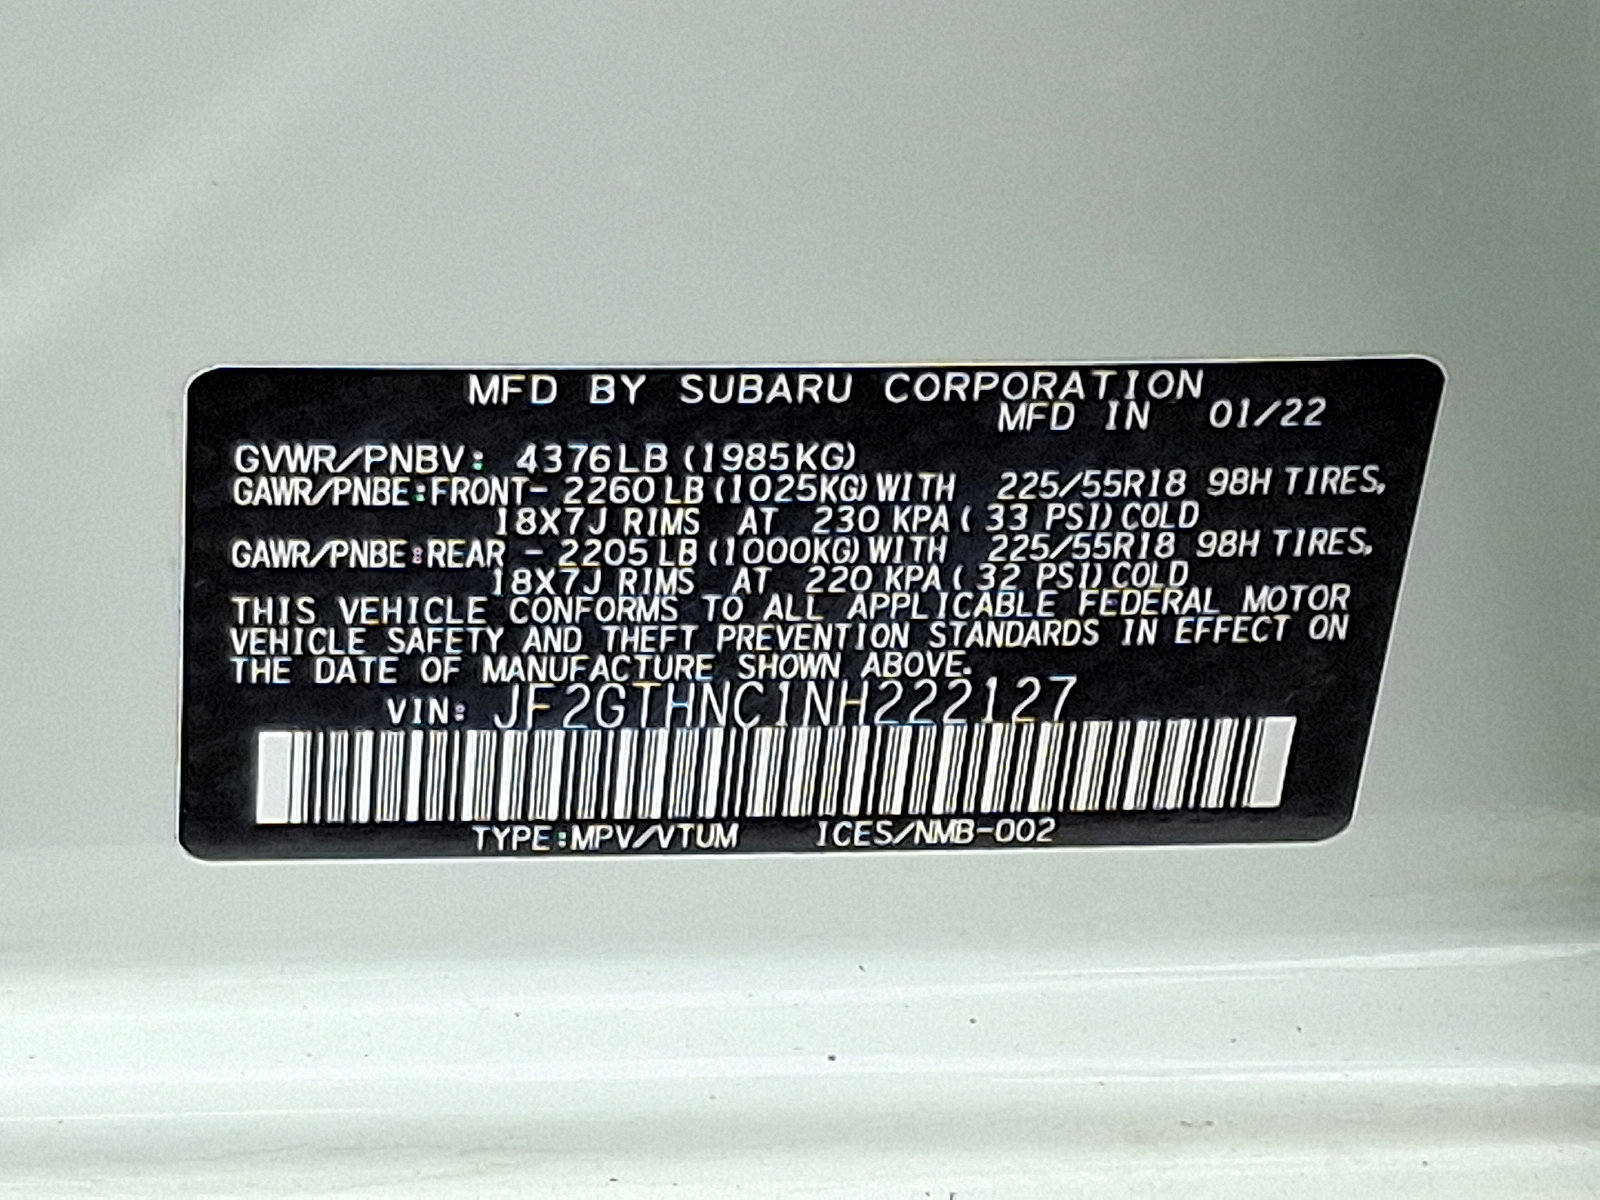 MFD BY SUBARU CORPORATION
MFD IN 01/22
GVWR/PNBV: 4376LB (1985KG)
GAWR/PNBE:FRONT- 2260LB (1025KG) WITH 225/55R18 98H TIRES,
18X7J RIMS AT 230 KPA ( 33 PSI) COLD
GAWR/PNBE:REAR - 2205LB (1000KG) WITH 225/55R18 98H TIRES,
18X7J RIMS AT 220 KPA ( 32 PSI) COLD
THIS VEHICLE CONFORMS TO ALL APPLICABLE FEDERAL MOTOR
VEHICLE SAFETY AND THEFT PREVENTION STANDARDS IN EFFECT ON
THE DATE OF MANUFACTURE SHOWN ABOVE.
VIN: JF2GTHNC1NH222127
TYPE:MPV/VTUM ICES/NMB-002